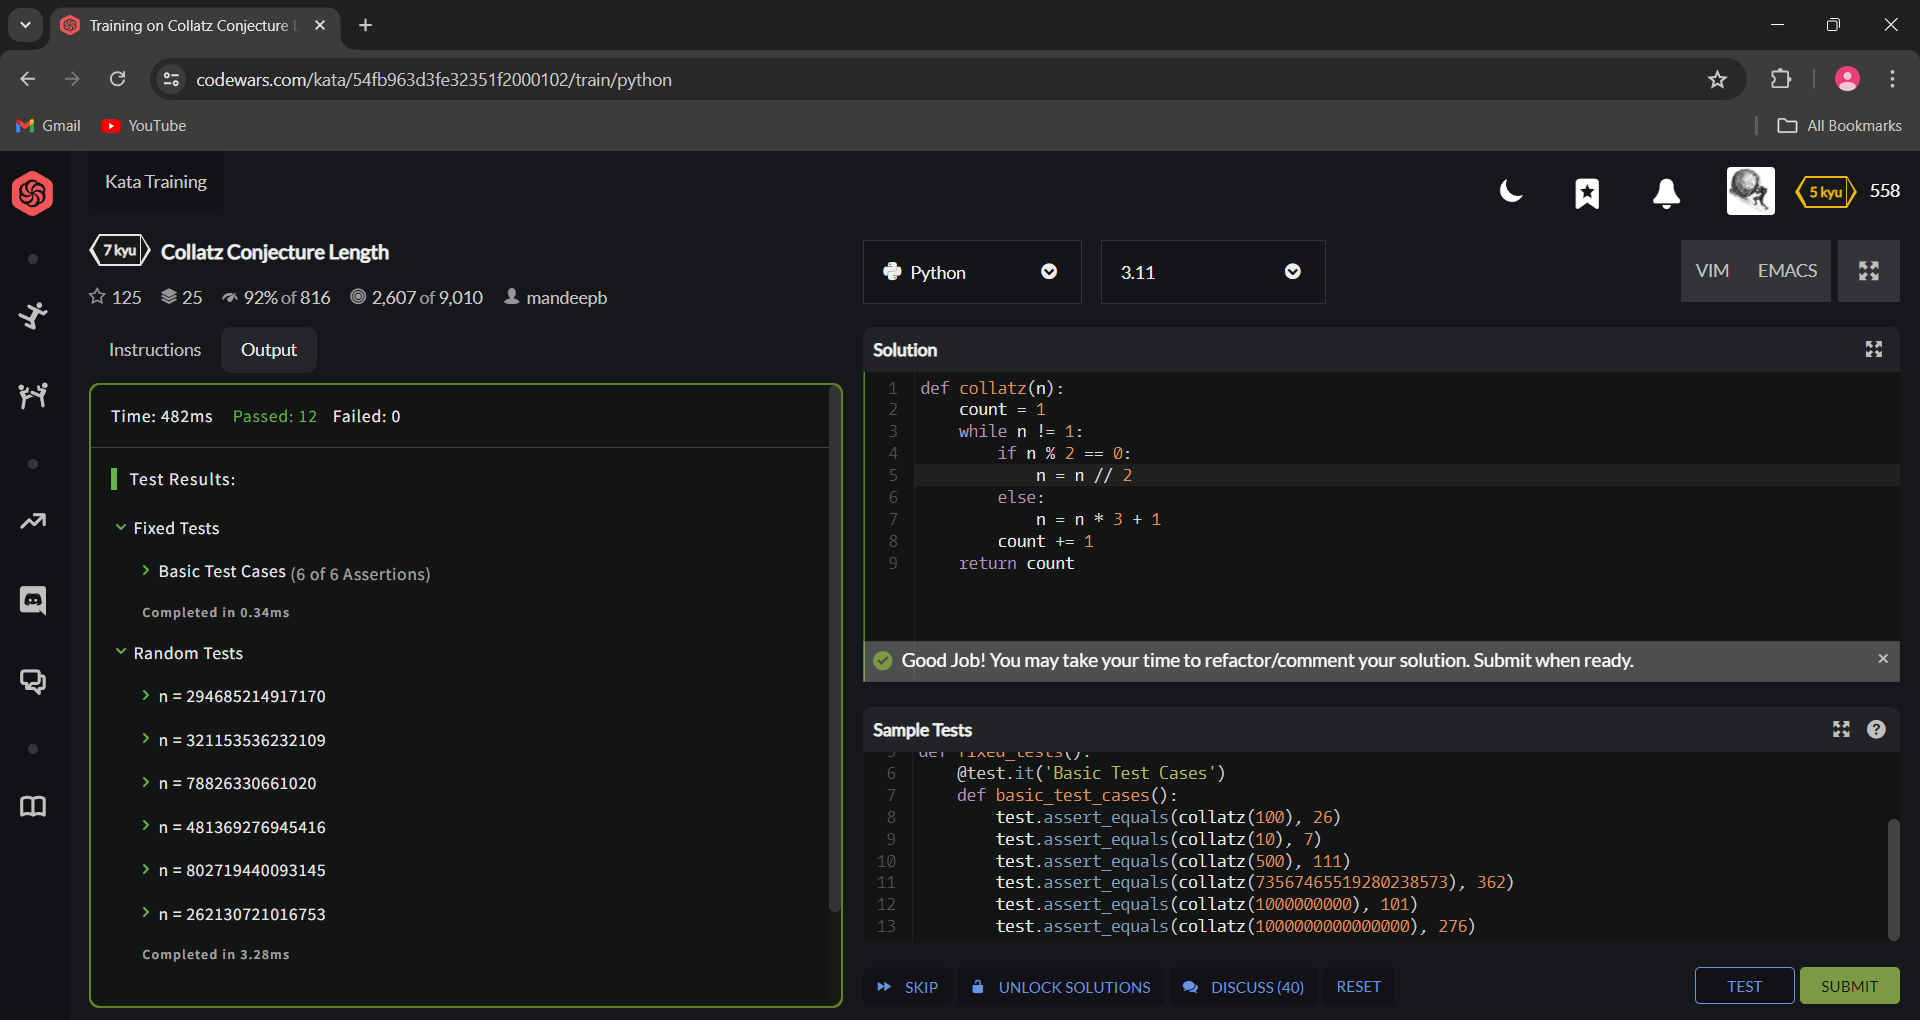 Training on Collatz Conjecture L
codewars.com/kata/54fb963d3fe32351f2000102/train/python
Gmail
YouTube
All Bookmarks
Kata Training
5 kyu
558
7 kyu
Collatz Conjecture Length
125
25
92% of 816
2,607 of 9,010
mandeepb
Python
3.11
VIM
EMACS
Instructions
Output
Time: 482ms Passed: 12 Failed: 0
Test Results:
Fixed Tests
Basic Test Cases (6 of 6 Assertions)
Completed in 0.34ms
Random Tests
n = 294685214917170
n = 321153536232109
n = 78826330661020
n = 481369276945416
n = 802719440093145
n = 262130721016753
Completed in 3.28ms
Solution
1 def collatz(n):
2 count = 1
3 while n != 1:
4 if n % 2 == 0:
5 n = n // 2
6 else:
7 n = n * 3 + 1
8 count += 1
9 return count
Good Job! You may take your time to refactor/comment your solution. Submit when ready.
Sample Tests
5 def fixed_tests():
6 @test.it('Basic Test Cases')
7 def basic_test_cases():
8 test.assert_equals(collatz(100), 26)
9 test.assert_equals(collatz(10), 7)
10 test.assert_equals(collatz(500), 111)
11 test.assert_equals(collatz(73567465519280238573), 362)
12 test.assert_equals(collatz(1000000000), 101)
13 test.assert_equals(collatz(1000000000000000), 276)
SKIP
UNLOCK SOLUTIONS
DISCUSS (40)
RESET
TEST
SUBMIT